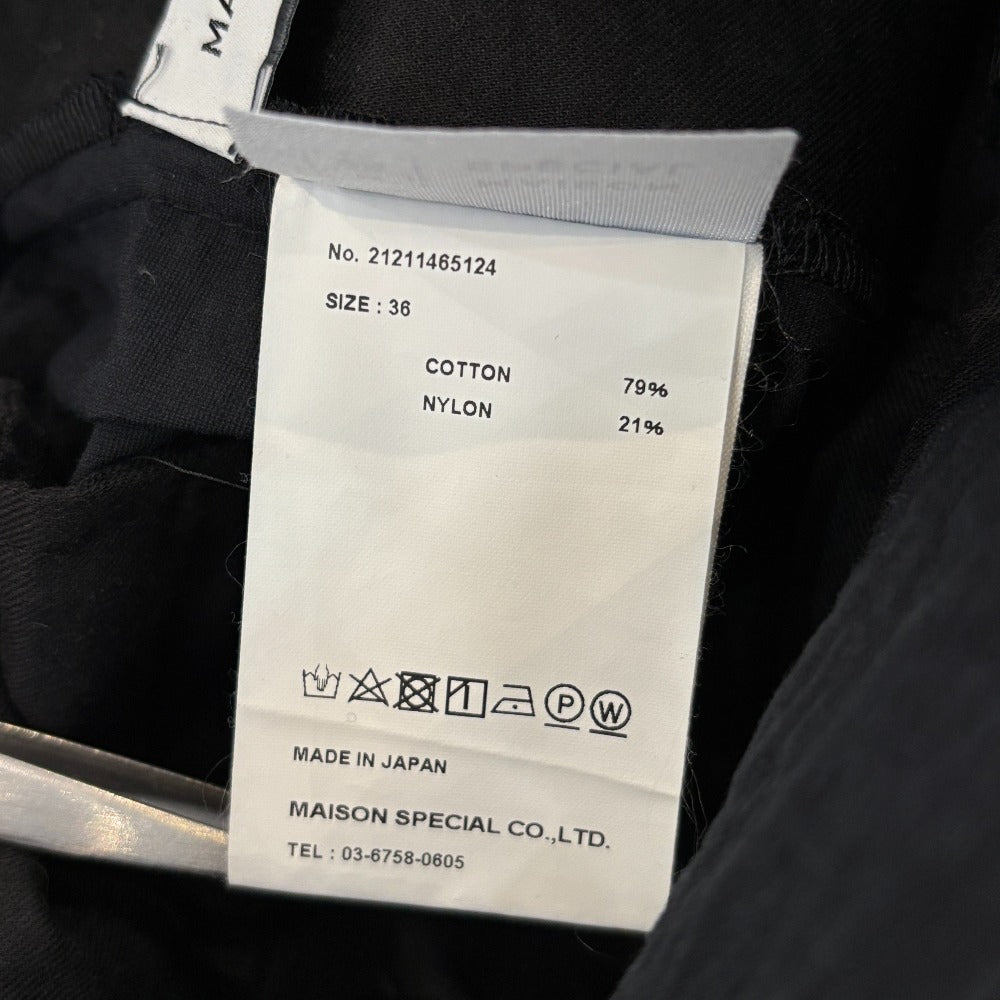 MA
No. 21211465124
SIZE : 36
COTTON 79%
NYLON 21%
P W
MADE IN JAPAN
MAISON SPECIAL CO.,LTD.
TEL : 03-6758-0605